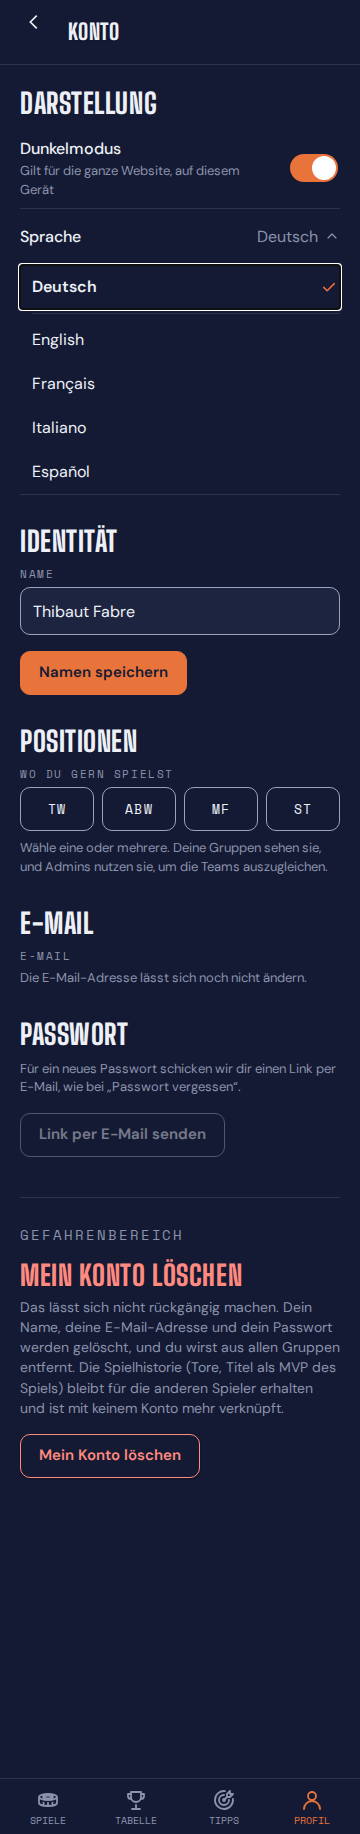 KONTO
DARSTELLUNG
Dunkelmodus
Gilt für die ganze Website, auf diesem
Gerät
Sprache
Deutsch
Deutsch
English
Français
Italiano
Español
IDENTITÄT
NAME
Thibaut Fabre
Namen speichern
POSITIONEN
WO DU GERN SPIELST
TW ABW MF ST
Wähle eine oder mehrere. Deine Gruppen sehen sie,
und Admins nutzen sie, um die Teams auszugleichen.
E-MAIL
E-MAIL
Die E-Mail-Adresse lässt sich noch nicht ändern.
PASSWORT
Für ein neues Passwort schicken wir dir einen Link per
E-Mail, wie bei „Passwort vergessen“.
Link per E-Mail senden
GEFAHRENBEREICH
MEIN KONTO LÖSCHEN
Das lässt sich nicht rückgängig machen. Dein
Name, deine E-Mail-Adresse und dein Passwort
werden gelöscht, und du wirst aus allen Gruppen
entfernt. Die Spielhistorie (Tore, Titel als MVP des
Spiels) bleibt für die anderen Spieler erhalten
und ist mit keinem Konto mehr verknüpft.
Mein Konto löschen
SPIELE TABELLE TIPPS PROFIL